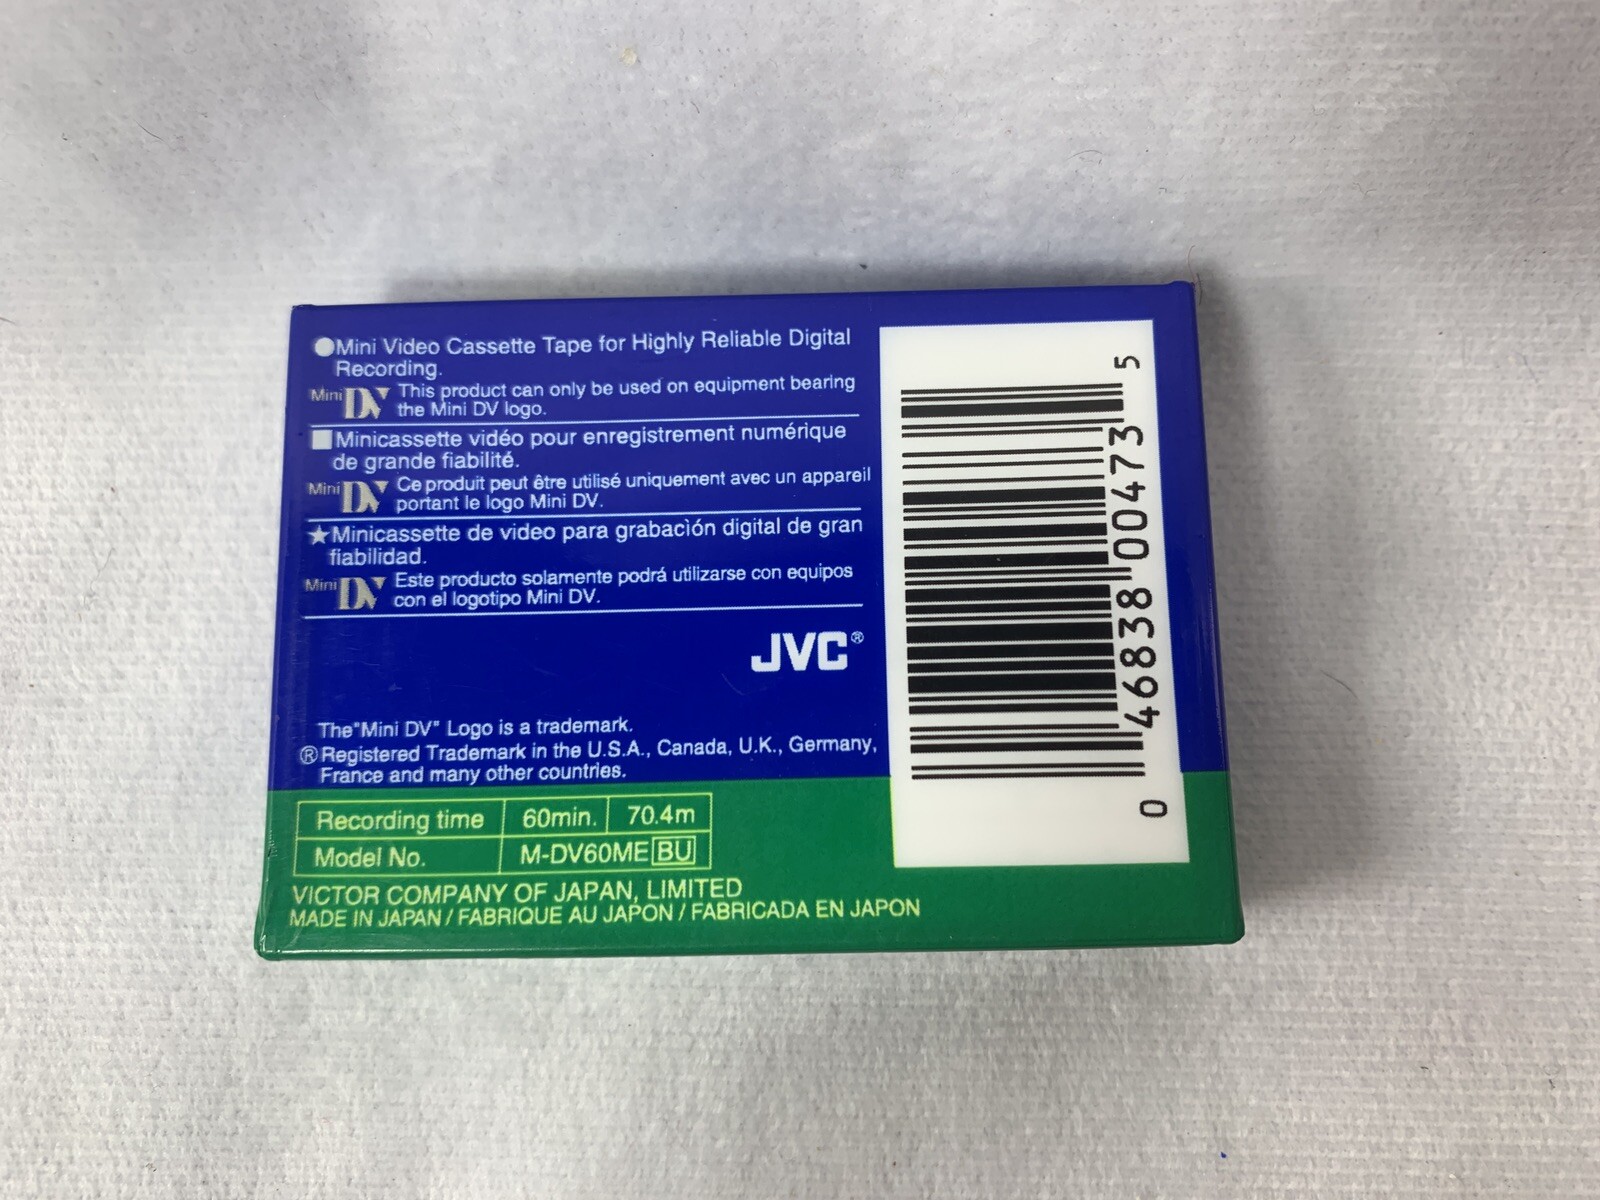 ●Mini Video Cassette Tape for Highly Reliable Digital
Recording.
Mini DV This product can only be used on equipment bearing
the Mini DV logo.
■Minicassette vidéo pour enregistrement numérique
de grande fiabilité.
Mini DV Ce produit peut être utilisé uniquement avec un appareil
portant le logo Mini DV.
★Minicassette de video para grabaciòn digital de gran
fiabilidad.
Mini DV Este producto solamente podrá utilizarse con equipos
con el logotipo Mini DV.
JVC®
The"Mini DV" Logo is a trademark.
®Registered Trademark in the U.S.A., Canada, U.K., Germany,
France and many other countries.
Recording time 60min. 70.4m
Model No. M-DV60ME BU
VICTOR COMPANY OF JAPAN, LIMITED
MADE IN JAPAN / FABRIQUE AU JAPON / FABRICADA EN JAPON
0 46838 00473 5